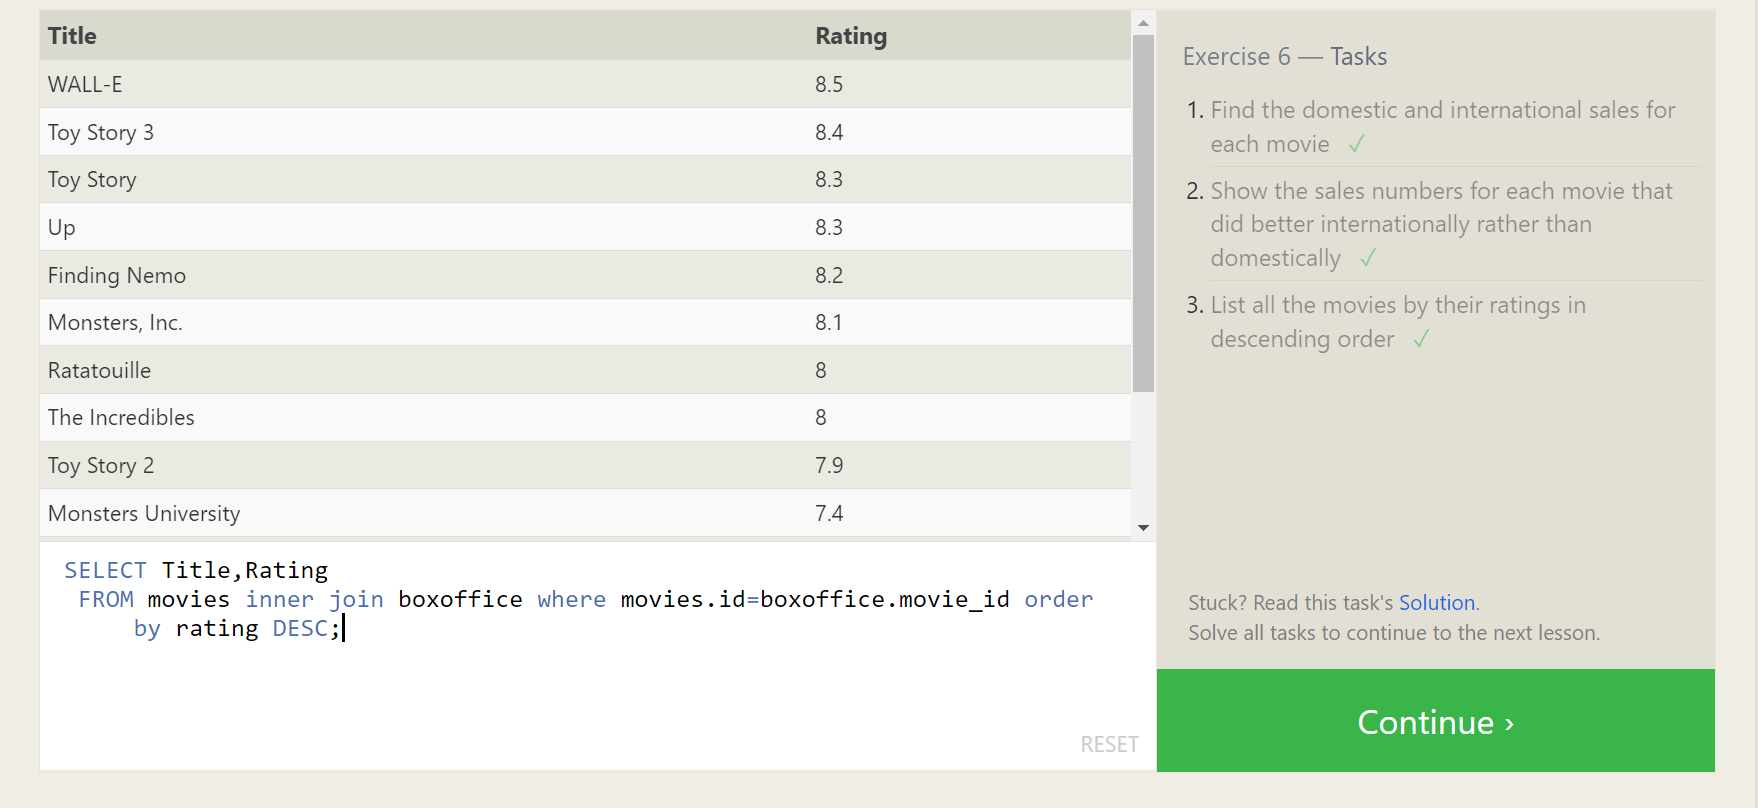 Title Rating
WALL-E 8.5
Toy Story 3 8.4
Toy Story 8.3
Up 8.3
Finding Nemo 8.2
Monsters, Inc. 8.1
Ratatouille 8
The Incredibles 8
Toy Story 2 7.9
Monsters University 7.4
SELECT Title,Rating
FROM movies inner join boxoffice where movies.id=boxoffice.movie_id order
by rating DESC;
RESET
Exercise 6 — Tasks
1. Find the domestic and international sales for
each movie ✓
2. Show the sales numbers for each movie that
did better internationally rather than
domestically ✓
3. List all the movies by their ratings in
descending order ✓
Stuck? Read this task's Solution.
Solve all tasks to continue to the next lesson.
Continue ›